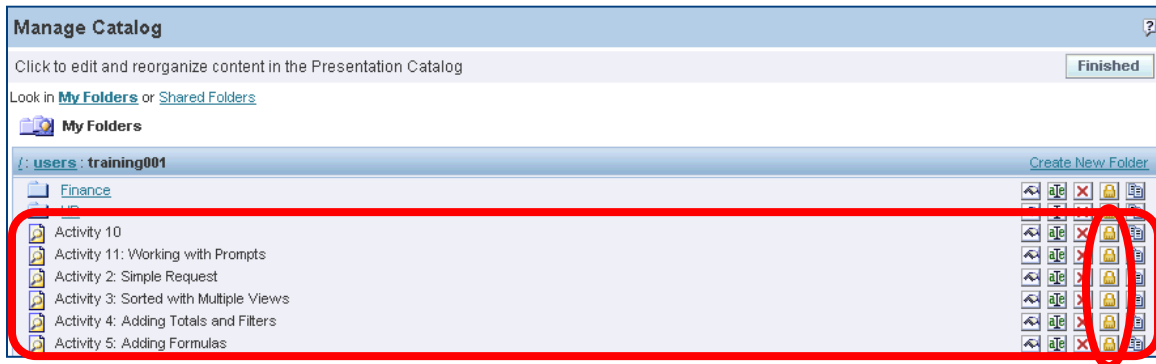 Manage Catalog
Click to edit and reorganize content in the Presentation Catalog
Finished
Look in My Folders or Shared Folders
My Folders
/: users : training001
Create New Folder
Finance
Activity 10
Activity 11: Working with Prompts
Activity 2: Simple Request
Activity 3: Sorted with Multiple Views
Activity 4: Adding Totals and Filters
Activity 5: Adding Formulas